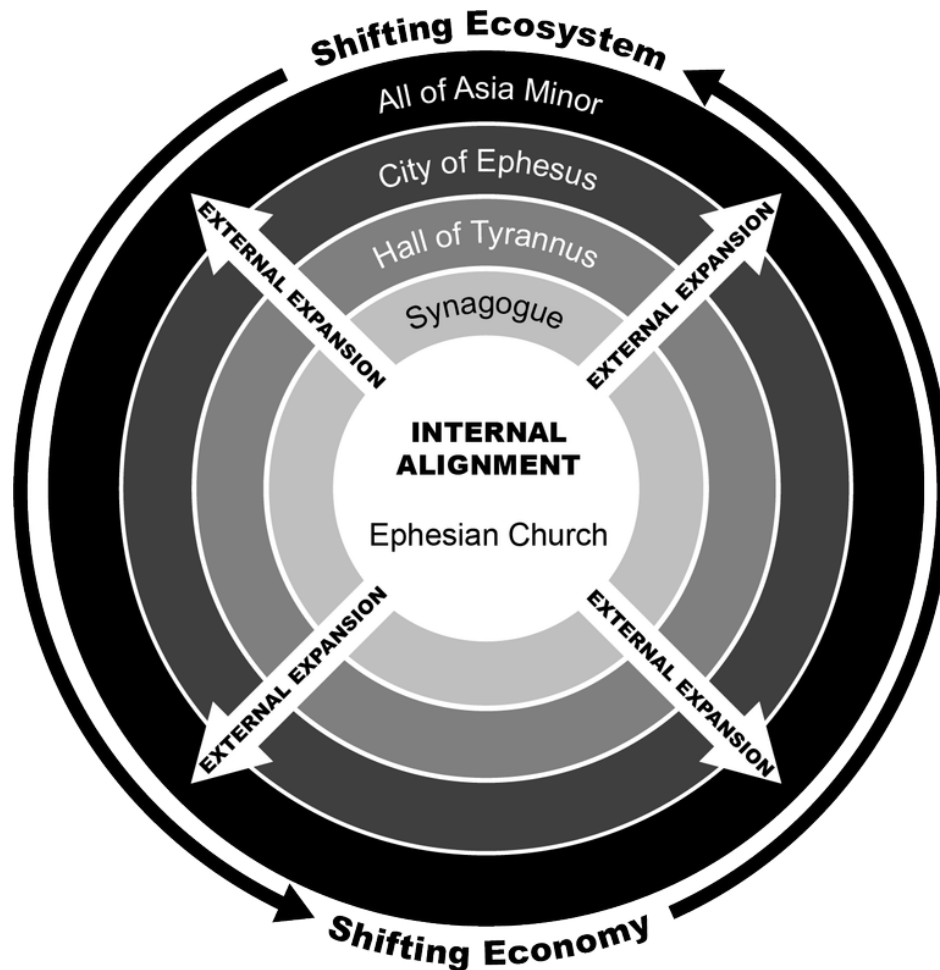 Shifting Ecosystem
All of Asia Minor
City of Ephesus
Hall of Tyrannus
Synagogue
EXTERNAL EXPANSION
EXTERNAL EXPANSION
INTERNAL
ALIGNMENT
Ephesian Church
EXTERNAL EXPANSION
EXTERNAL EXPANSION
Shifting Economy